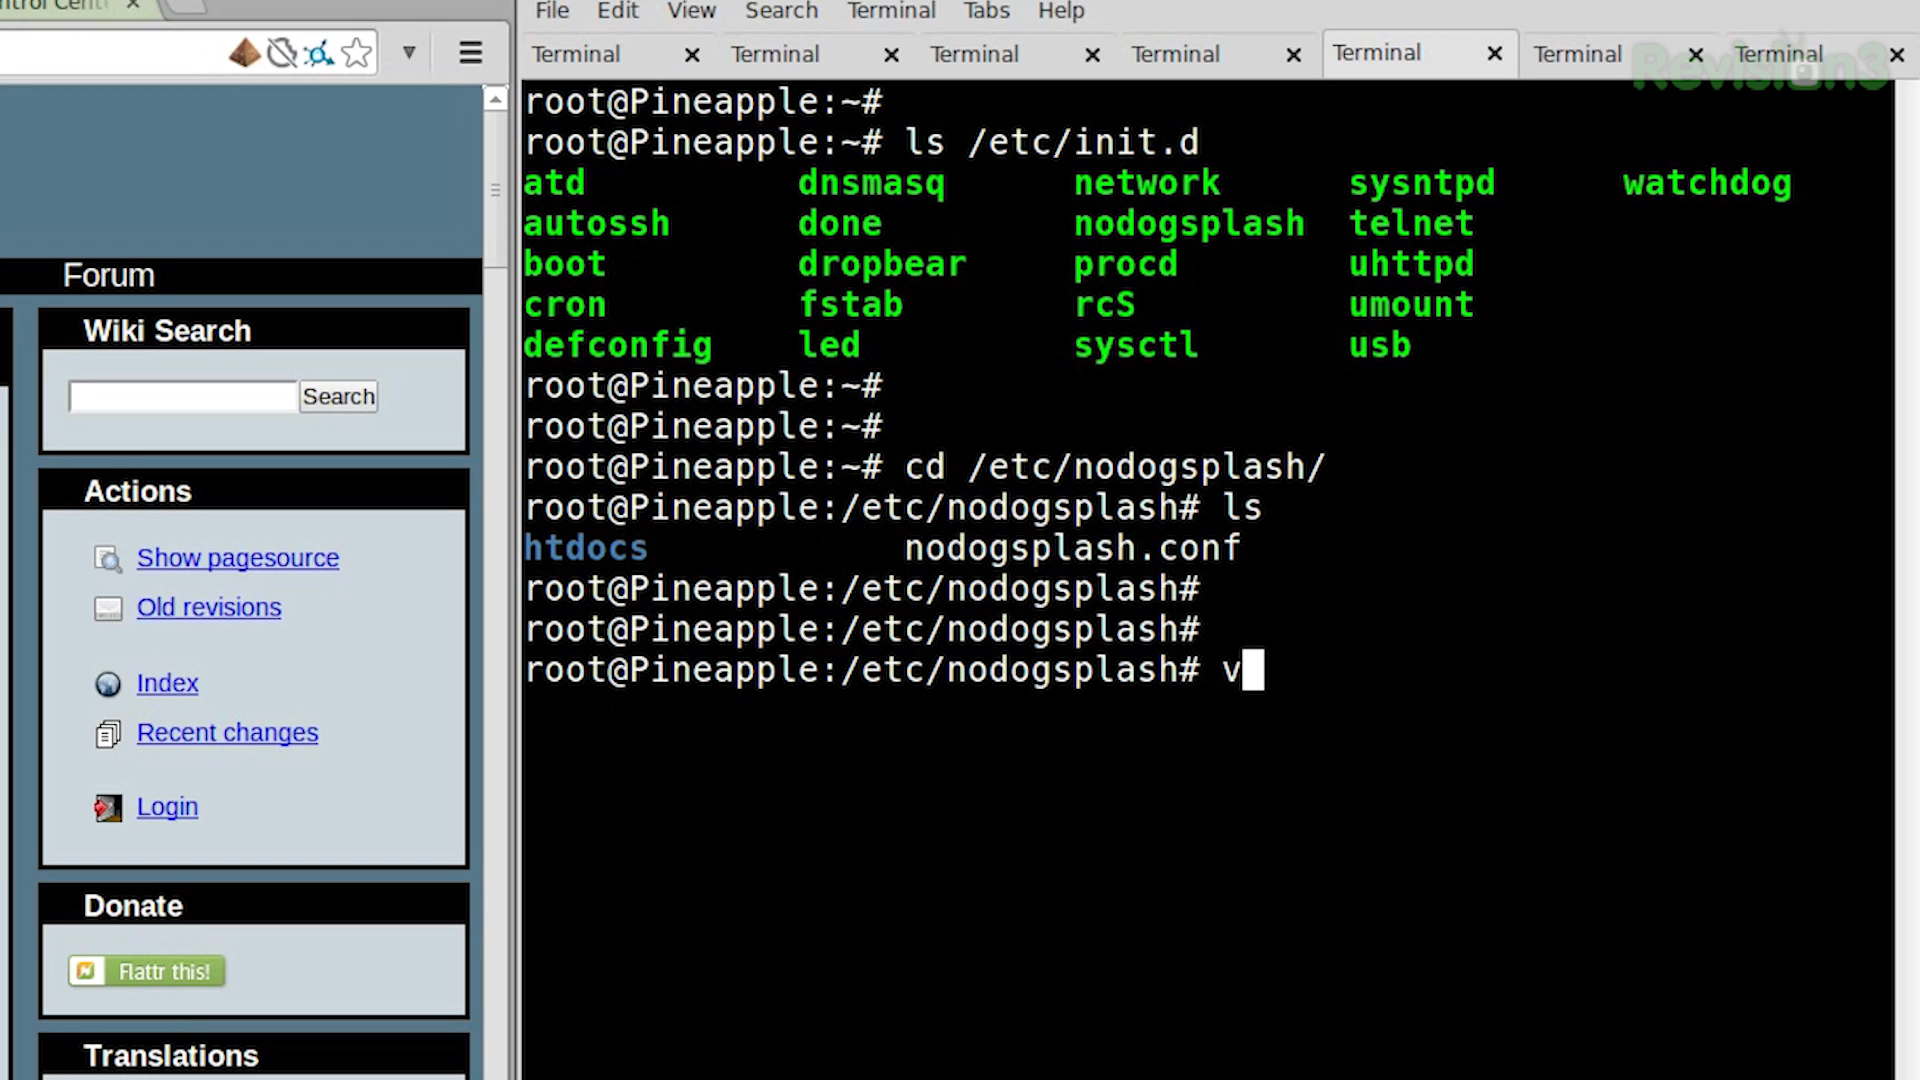 File Edit View Search Terminal Tabs Help
Terminal × Terminal × Terminal × Terminal × Terminal × Terminal × Terminal ×
Revision3
root@Pineapple:~#
root@Pineapple:~# ls /etc/init.d
atd dnsmasq network sysntpd watchdog
autossh done nodogsplash telnet
boot dropbear procd uhttpd
cron fstab rcS umount
defconfig led sysctl usb
root@Pineapple:~#
root@Pineapple:~#
root@Pineapple:~# cd /etc/nodogsplash/
root@Pineapple:/etc/nodogsplash# ls
htdocs nodogsplash.conf
root@Pineapple:/etc/nodogsplash#
root@Pineapple:/etc/nodogsplash#
root@Pineapple:/etc/nodogsplash# v
Forum
Wiki Search
Search
Actions
Show pagesource
Old revisions
Index
Recent changes
Login
Donate
Flattr this!
Translations